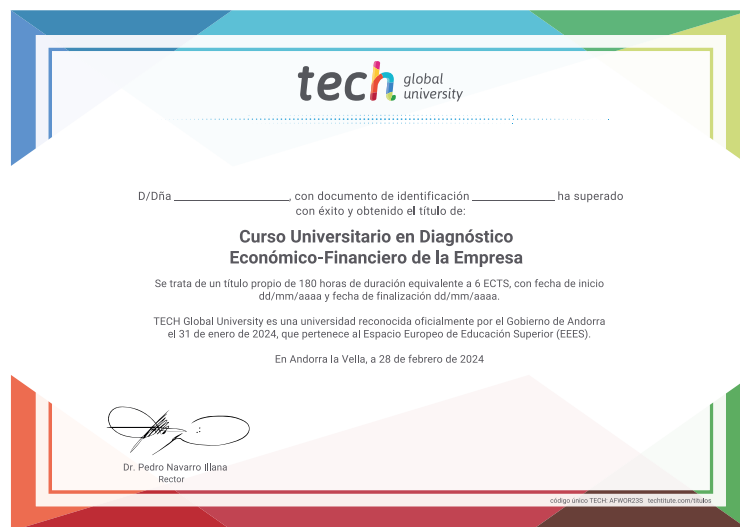 tech global university
D/Dña ____________________, con documento de identificación ______________ ha superado
con éxito y obtenido el título de:
Curso Universitario en Diagnóstico
Económico-Financiero de la Empresa
Se trata de un título propio de 180 horas de duración equivalente a 6 ECTS, con fecha de inicio
dd/mm/aaaa y fecha de finalización dd/mm/aaaa.
TECH Global University es una universidad reconocida oficialmente por el Gobierno de Andorra
el 31 de enero de 2024, que pertenece al Espacio Europeo de Educación Superior (EEES).
En Andorra la Vella, a 28 de febrero de 2024
Dr. Pedro Navarro Illana
Rector
código único TECH: AFWOR23S techtitute.com/titulos